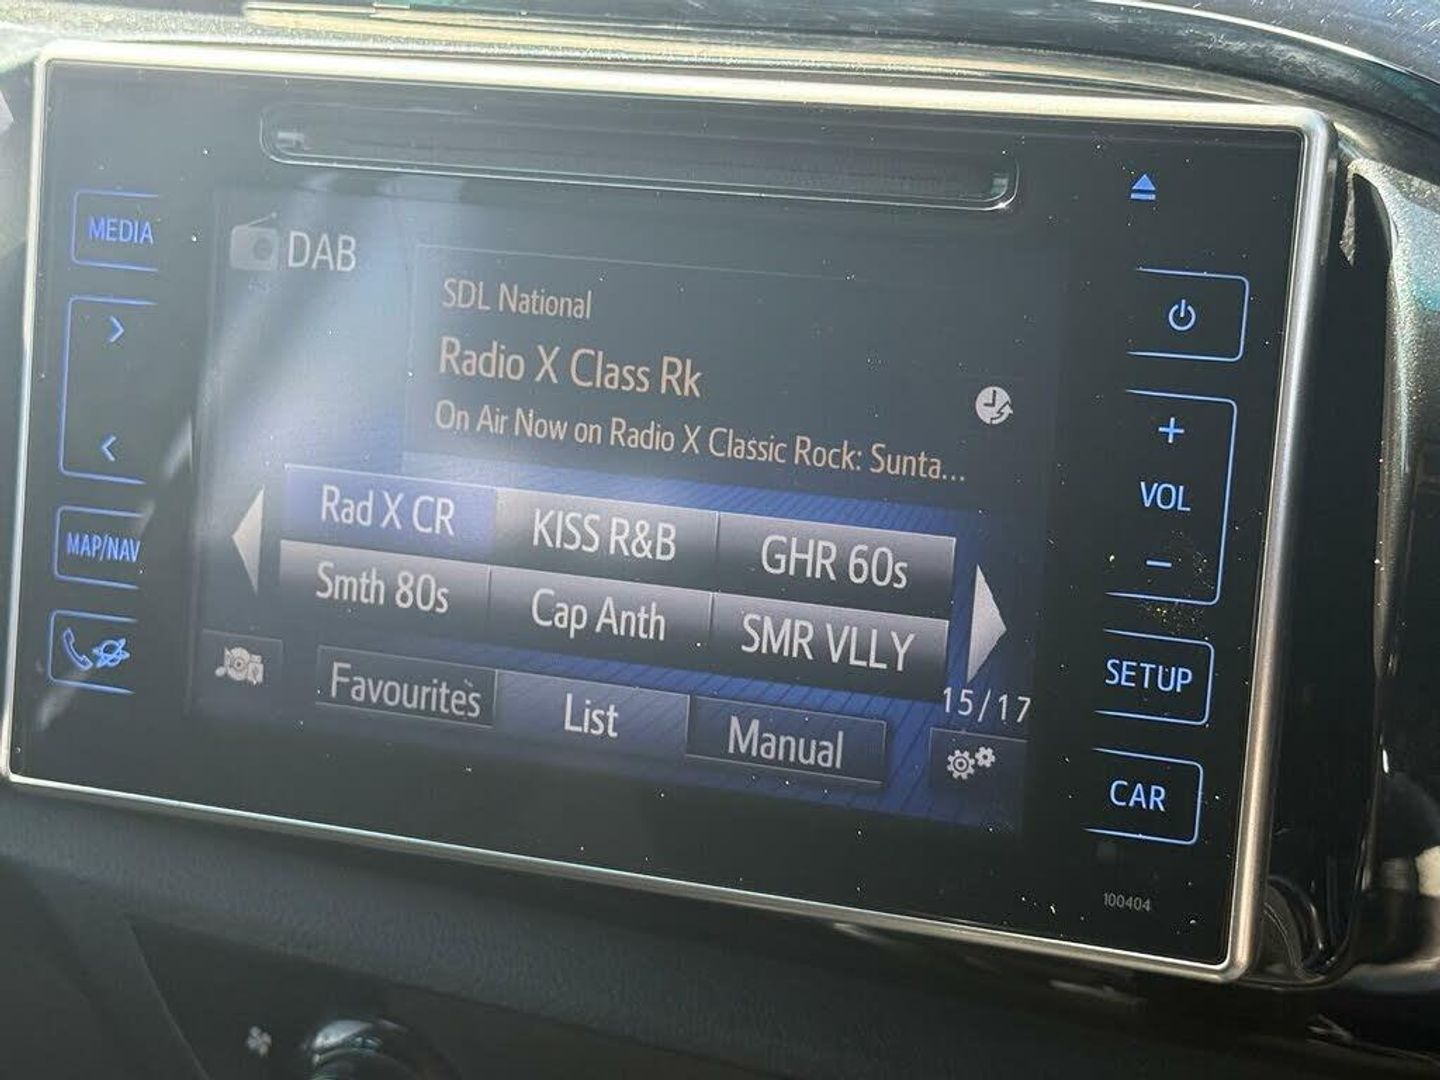 MEDIA
DAB
SDL National
Radio X Class Rk
On Air Now on Radio X Classic Rock: Sunta...
VOL
MAP/NAV
Rad X CR
KISS R&B
GHR 60s
Smth 80s
Cap Anth
SMR VLLY
15/17
SETUP
Favourites
List
Manual
CAR
100404